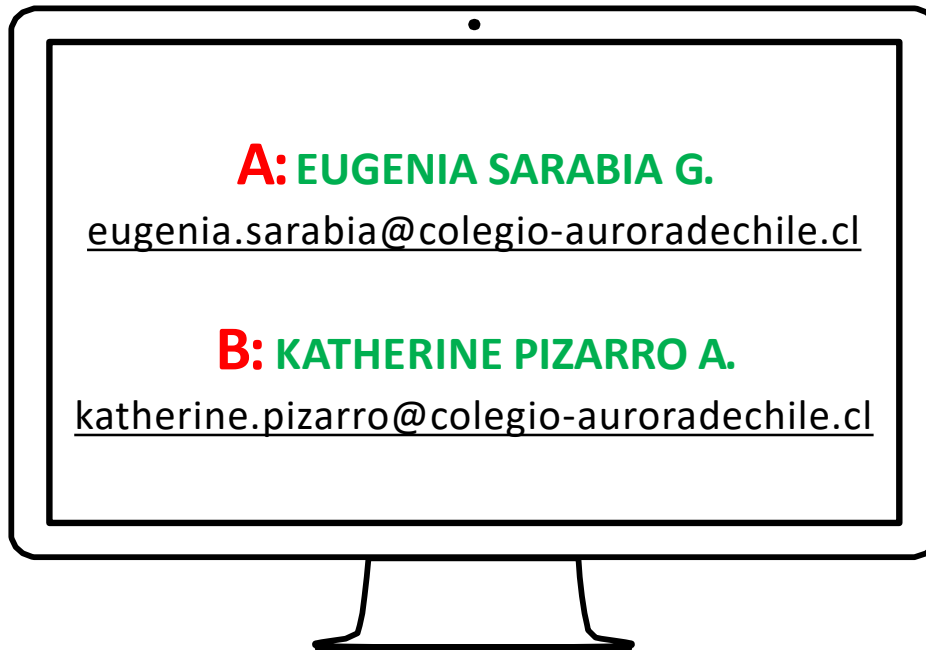 A: EUGENIA SARABIA G.
eugenia.sarabia@colegio-auroradechile.cl
B: KATHERINE PIZARRO A.
katherine.pizarro@colegio-auroradechile.cl